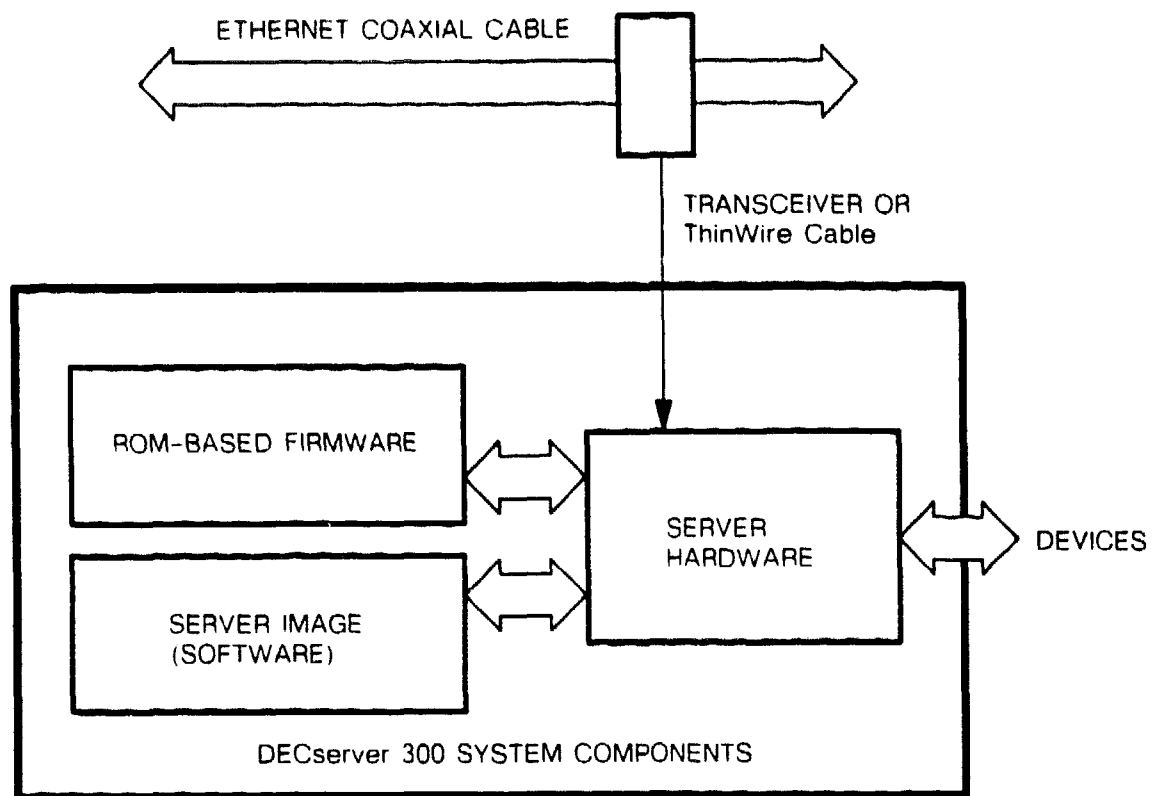 ETHERNET COAXIAL CABLE
TRANSCEIVER OR
ThinWire Cable
ROM-BASED FIRMWARE
SERVER
HARDWARE
DEVICES
SERVER IMAGE
(SOFTWARE)
DECserver 300 SYSTEM COMPONENTS